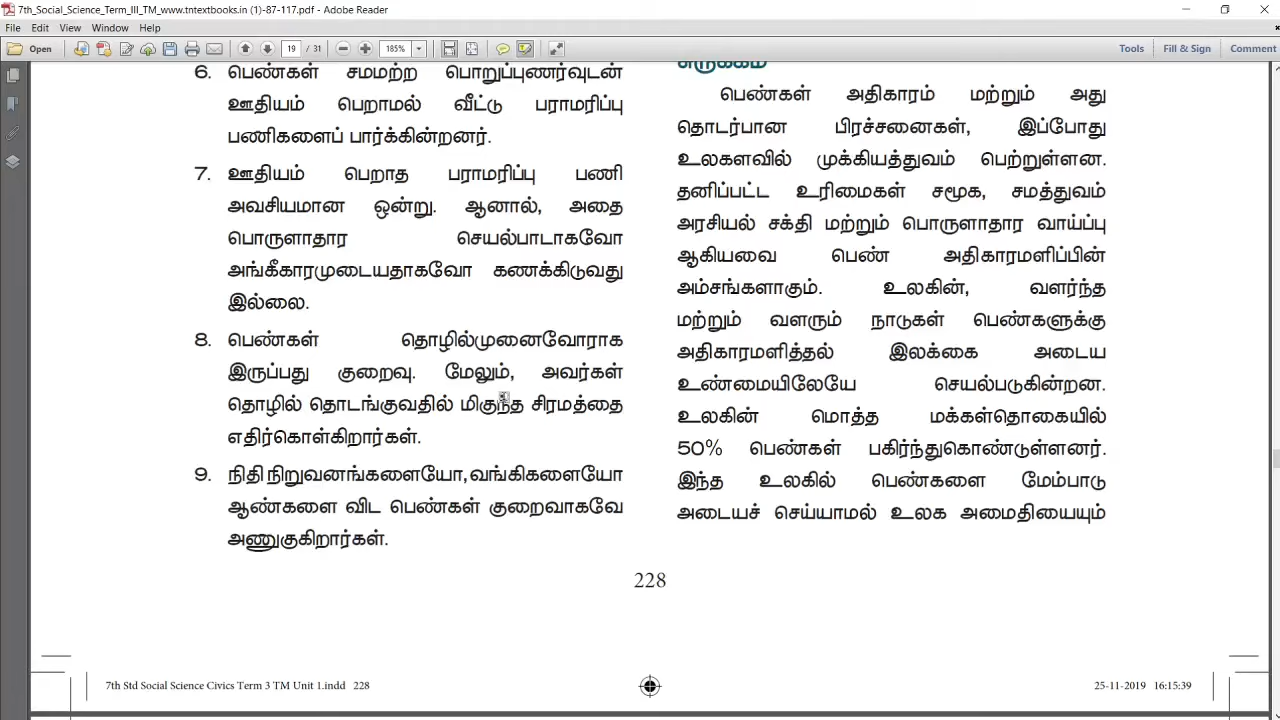 7th_Social_Science_Term_III_TM_www.tntextbooks.in (1)-87-117.pdf - Adobe Reader
File Edit View Window Help
Open 19 / 31 185% Tools Fill & Sign Comment
6. பெண்கள் சமமற்ற பொறுப்புணர்வுடன்
ஊதியம் பெறாமல் வீட்டு பராமரிப்பு
பணிகளைப் பார்க்கின்றனர்.
7. ஊதியம் பெறாத பராமரிப்பு பணி
அவசியமான ஒன்று. ஆனால், அதை
பொருளாதார செயல்பாடாகவோ
அங்கீகாரமுடையதாகவோ கணக்கிடுவது
இல்லை.
8. பெண்கள் தொழில்முனைவோராக
இருப்பது குறைவு. மேலும், அவர்கள்
தொழில் தொடங்குவதில் மிகுந்த சிரமத்தை
எதிர்கொள்கிறார்கள்.
9. நிதி நிறுவனங்களையோ, வங்கிகளையோ
ஆண்களை விட பெண்கள் குறைவாகவே
அணுகுகிறார்கள்.
பெண்கள் அதிகாரம் மற்றும் அது
தொடர்பான பிரச்சனைகள், இப்போது
உலகளவில் முக்கியத்துவம் பெற்றுள்ளன.
தனிப்பட்ட உரிமைகள் சமூக, சமத்துவம்
அரசியல் சக்தி மற்றும் பொருளாதார வாய்ப்பு
ஆகியவை பெண் அதிகாரமளிப்பின்
அம்சங்களாகும். உலகின், வளர்ந்த
மற்றும் வளரும் நாடுகள் பெண்களுக்கு
அதிகாரமளித்தல் இலக்கை அடைய
உண்மையிலேயே செயல்படுகின்றன.
உலகின் மொத்த மக்கள்தொகையில்
50% பெண்கள் பகிர்ந்துகொண்டுள்ளனர்.
இந்த உலகில் பெண்களை மேம்பாடு
அடையச் செய்யாமல் உலக அமைதியையும்
228
7th Std Social Science Civics Term 3 TM Unit 1.indd 228
25-11-2019 16:15:39